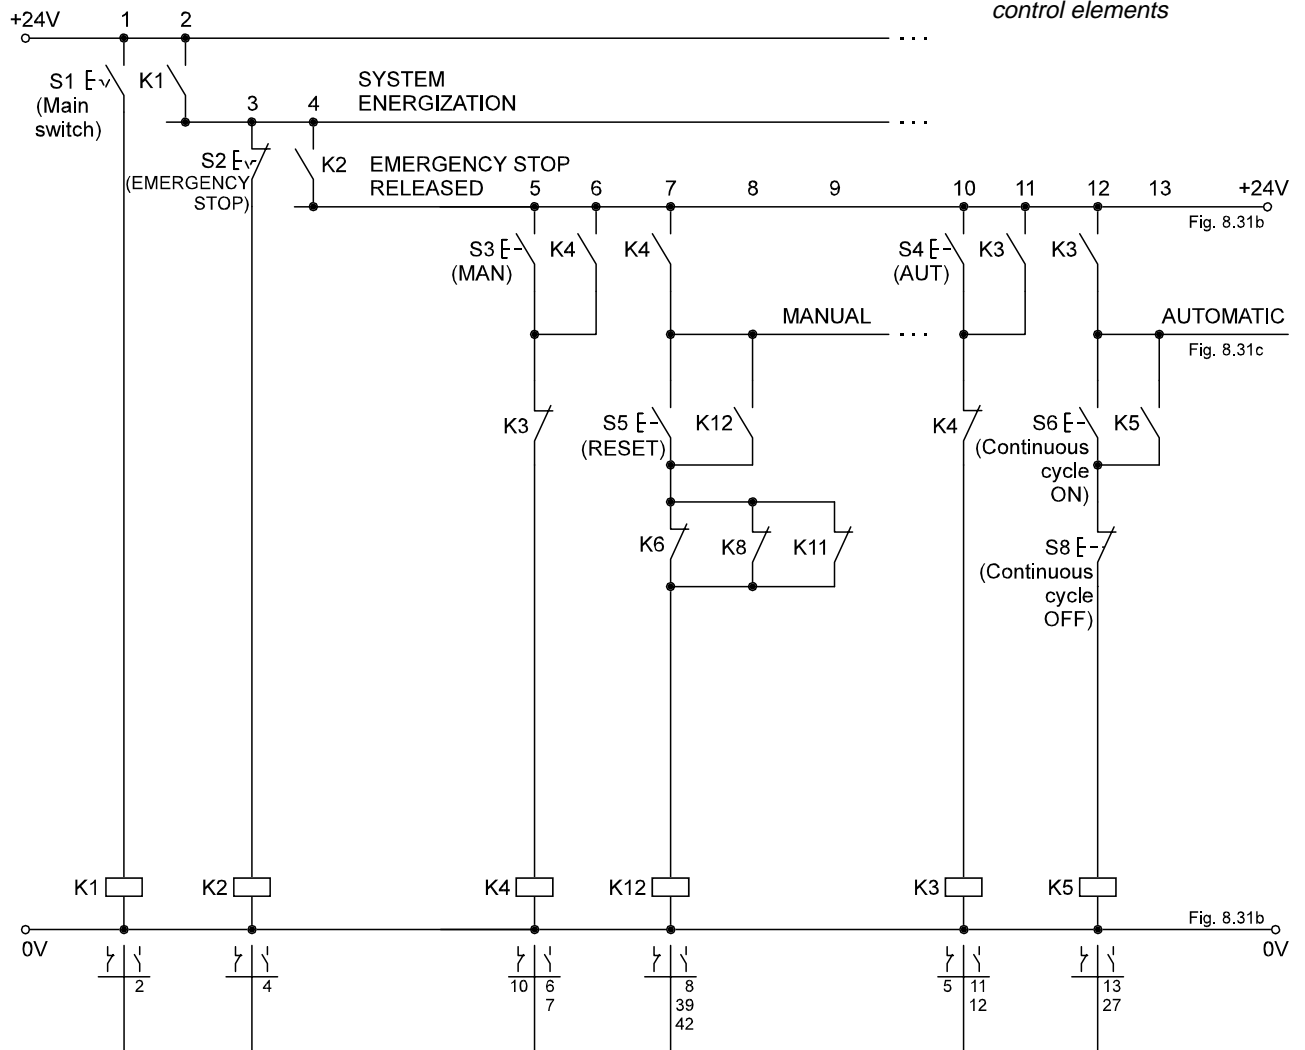 control elements
+24V 1 2
S1 K1 SYSTEM
(Main ENERGIZATION
switch) 3 4
S2 K2 EMERGENCY STOP
(EMERGENCY RELEASED
STOP)
5 6 7 8 9 10 11 12 13 +24V
Fig. 8.31b
S3 K4 K4 S4 K3 K3
(MAN) (AUT)
MANUAL AUTOMATIC
Fig. 8.31c
K3 S5 K12 K4 S6 K5
(RESET) (Continuous
cycle
ON)
K6 K8 K11 S8
(Continuous
cycle
OFF)
K1 K2 K4 K12 K3 K5
Fig. 8.31b
0V 0V
2 4 10 6 8 5 11 13
7 39 12 27
42